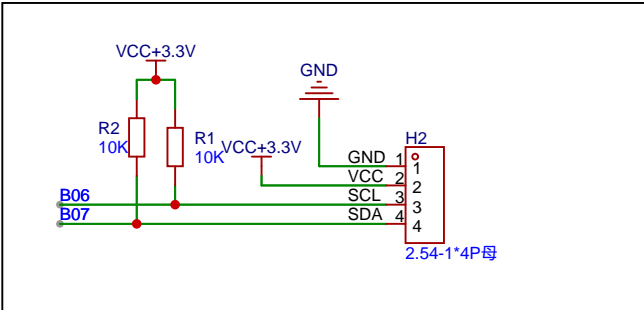 VCC+3.3V
GND
R2
10K
R1
10K
VCC+3.3V
H2
GND 1 1
VCC 2 2
B06 SCL 3 3
B07 SDA 4 4
2.54-1*4P母